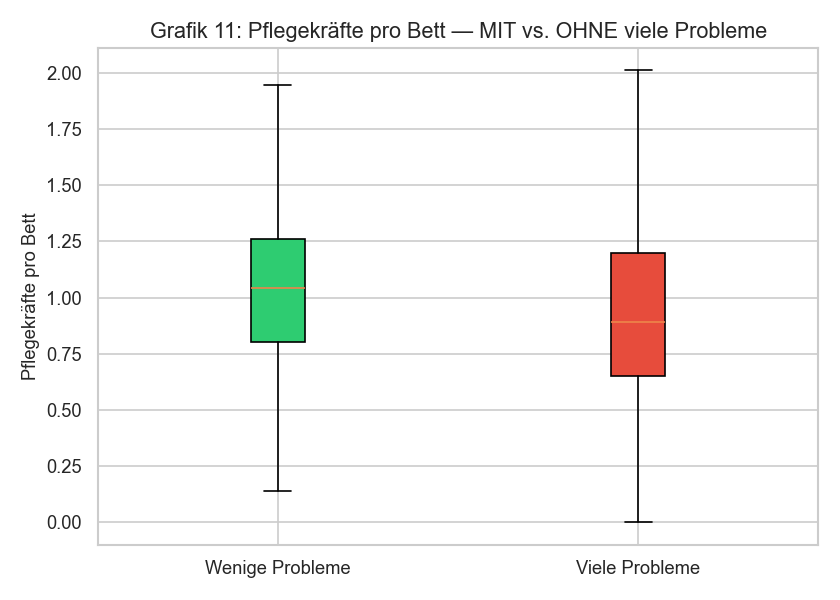 Grafik 11: Pflegekräfte pro Bett — MIT vs. OHNE viele Probleme
Pflegekräfte pro Bett
2.00
1.75
1.50
1.25
1.00
0.75
0.50
0.25
0.00
Wenige Probleme
Viele Probleme